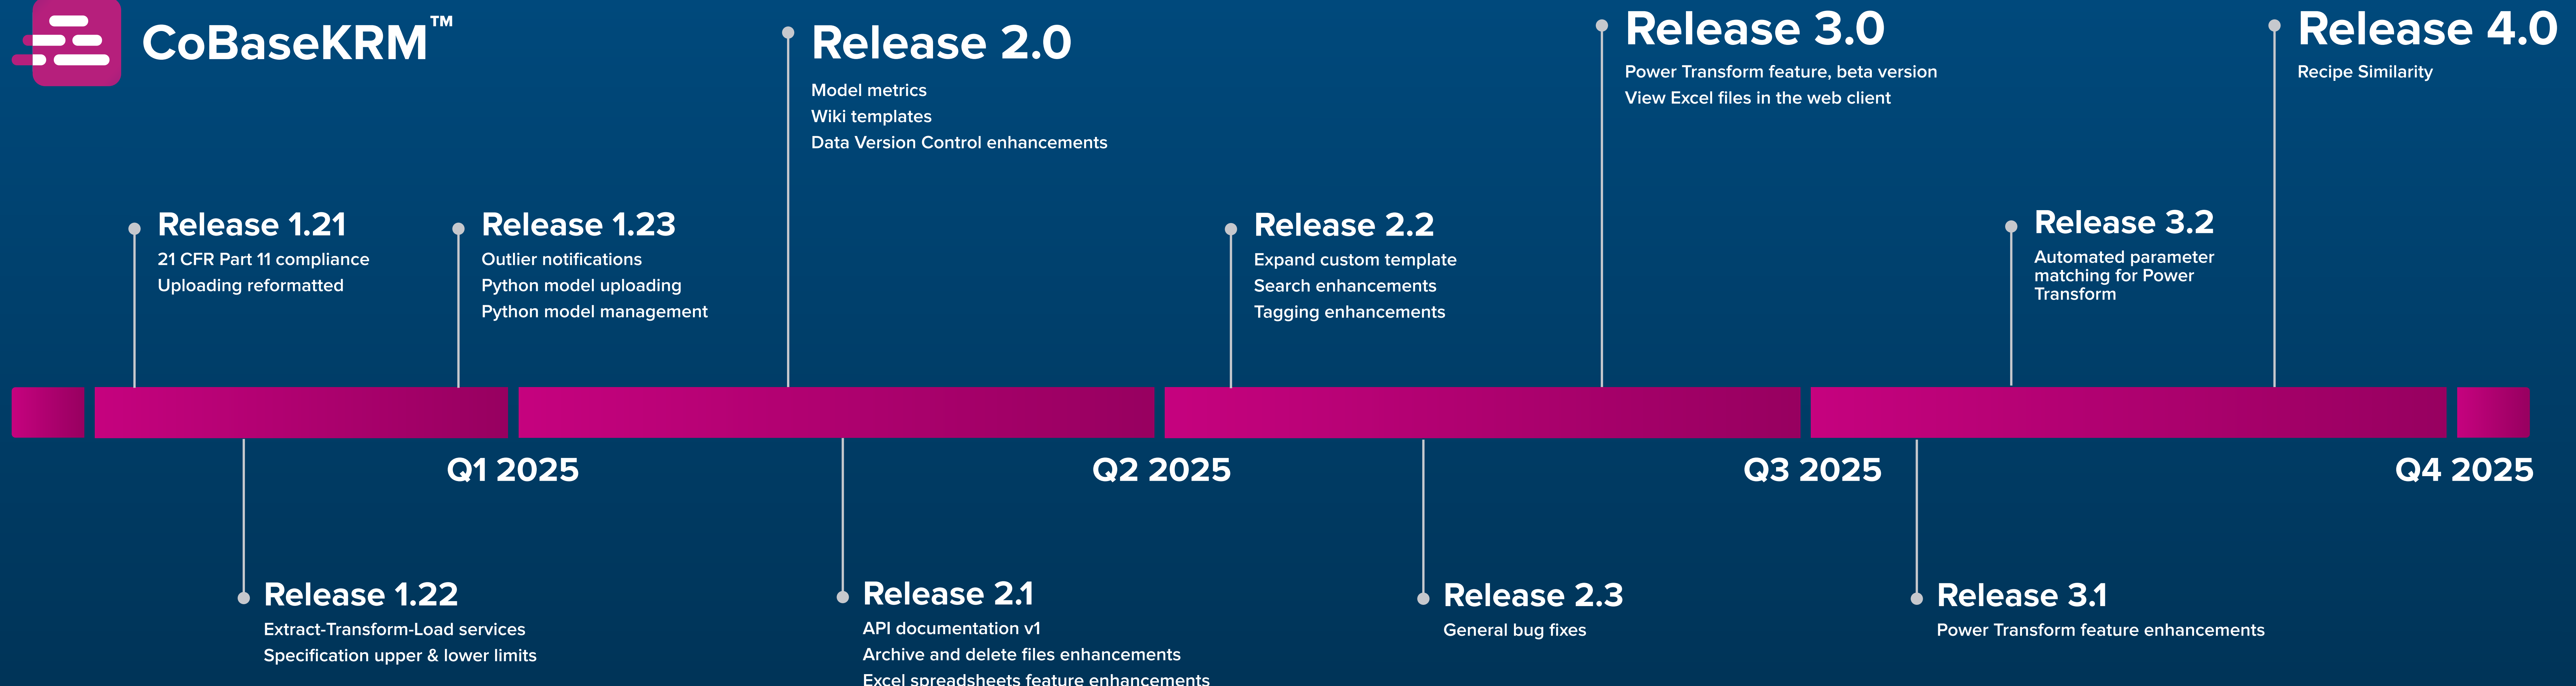 CoBaseKRM™
Release 2.0
Model metrics
Wiki templates
Data Version Control enhancements
Release 3.0
Power Transform feature, beta version
View Excel files in the web client
Release 4.0
Recipe Similarity
Release 1.21
21 CFR Part 11 compliance
Uploading reformatted
Release 1.23
Outlier notifications
Python model uploading
Python model management
Release 2.2
Expand custom template
Search enhancements
Tagging enhancements
Release 3.2
Automated parameter
matching for Power
Transform
Q1 2025
Q2 2025
Q3 2025
Q4 2025
Release 1.22
Extract-Transform-Load services
Specification upper & lower limits
Release 2.1
API documentation v1
Archive and delete files enhancements
Excel spreadsheets feature enhancements
Release 2.3
General bug fixes
Release 3.1
Power Transform feature enhancements